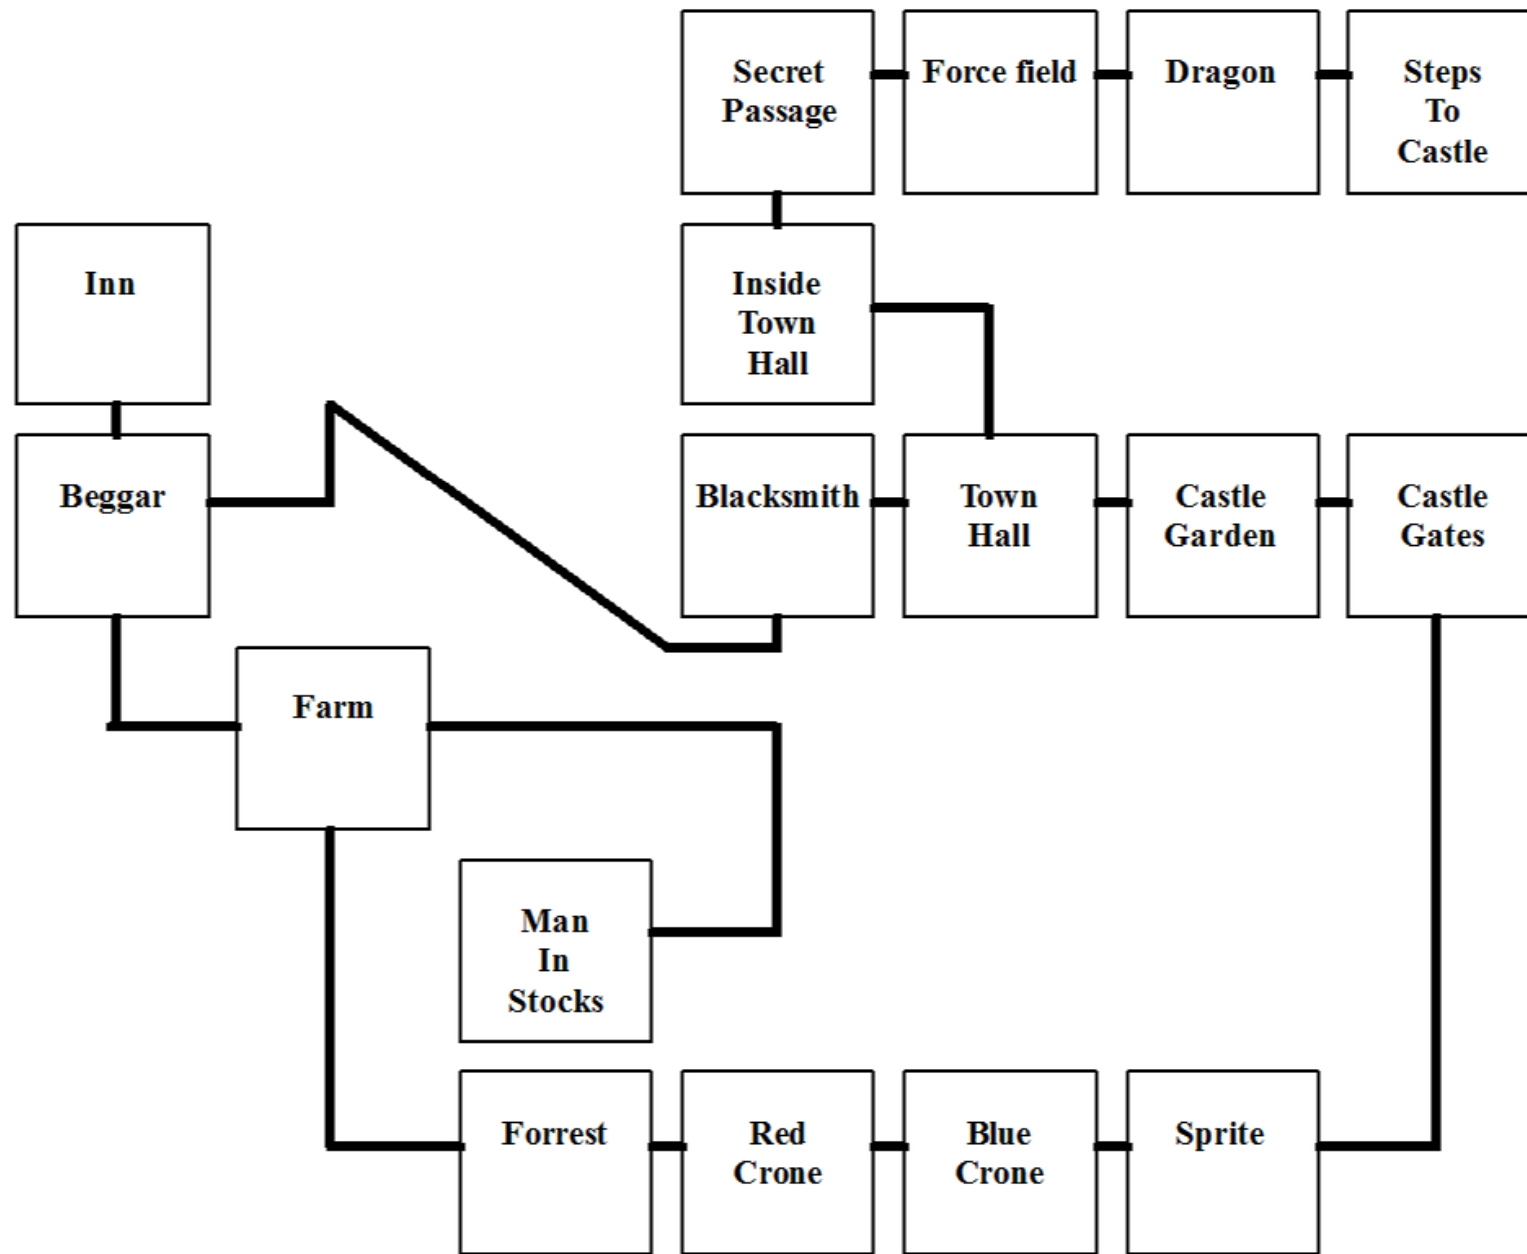 Secret
Passage
Force field
Dragon
Steps
To
Castle
Inn
Inside
Town
Hall
Beggar
Blacksmith
Town
Hall
Castle
Garden
Castle
Gates
Farm
Man
In
Stocks
Forrest
Red
Crone
Blue
Crone
Sprite